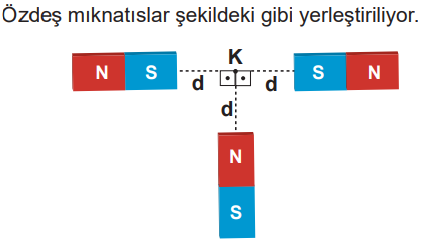 Özdeş mıknatıslar şekildeki gibi yerleştiriliyor.
K
N S S N
d d
d
N
S